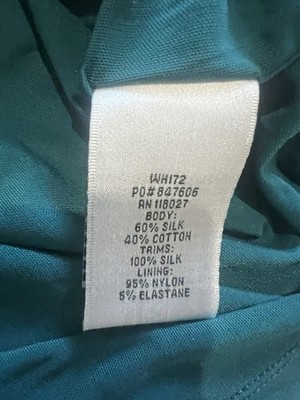 WH172
PO# 847606
RN 118027
BODY:
60% SILK
40% COTTON
TRIMS:
100% SILK
LINING:
95% NYLON
5% ELASTANE